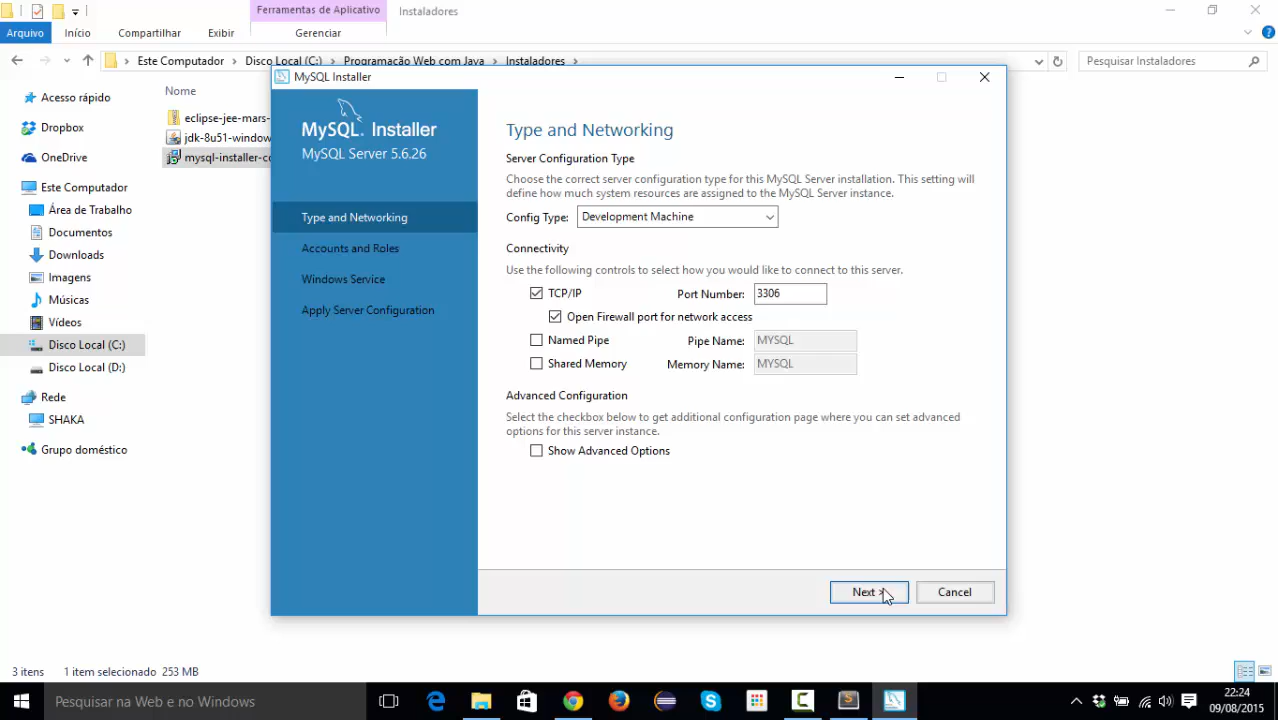 Ferramentas de Aplicativo
Instaladores
Arquivo
Início
Compartilhar
Exibir
Gerenciar
Este Computador
Disco Local (C:)
Programação Web com Java
Instaladores
Pesquisar Instaladores
Acesso rápido
Dropbox
OneDrive
Este Computador
Área de Trabalho
Documentos
Downloads
Imagens
Músicas
Vídeos
Disco Local (C:)
Disco Local (D:)
Rede
SHAKA
Grupo doméstico
Nome
eclipse-jee-mars-
jdk-8u51-window
mysql-installer-co
MySQL Installer
MySQL. Installer
MySQL Server 5.6.26
Type and Networking
Accounts and Roles
Windows Service
Apply Server Configuration
Type and Networking
Server Configuration Type
Choose the correct server configuration type for this MySQL Server installation. This setting will
define how much system resources are assigned to the MySQL Server instance.
Config Type: Development Machine
Connectivity
Use the following controls to select how you would like to connect to this server.
TCP/IP Port Number: 3306
Open Firewall port for network access
Named Pipe Pipe Name: MYSQL
Shared Memory Memory Name: MYSQL
Advanced Configuration
Select the checkbox below to get additional configuration page where you can set advanced
options for this server instance.
Show Advanced Options
Next >
Cancel
3 itens 1 item selecionado 253 MB
Pesquisar na Web e no Windows
22:24
09/08/2015